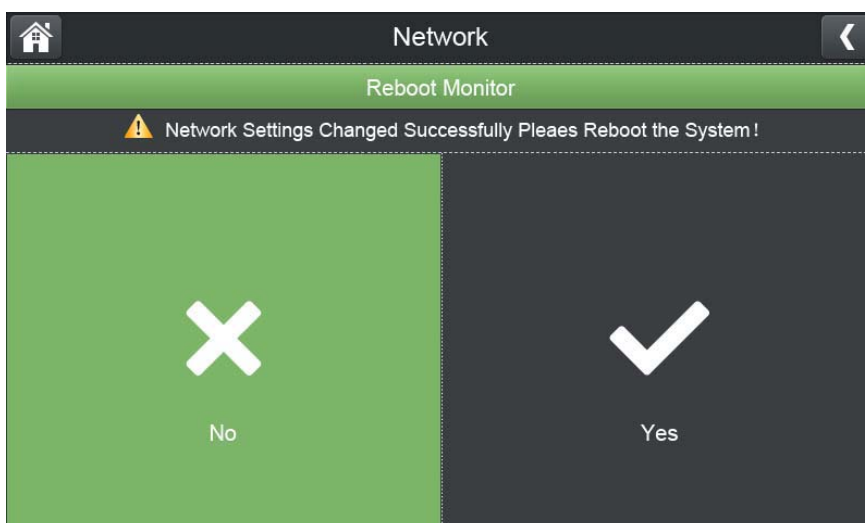 Network
Reboot Monitor
Network Settings Changed Successfully Pleaes Reboot the System!
No
Yes